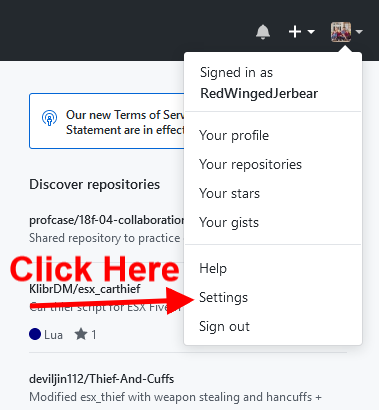 Signed in as
RedWingedJerbear
Our new Terms of Serv
Statement are in effect
Your profile
Your repositories
Your stars
Your gists
Help
Settings
Sign out
Discover repositories
profcase/18f-04-collaboration
Shared repository to practice
Click Here
KlibrDM/esx_carthief
Car thief script for ESX Five
Lua 1
deviljin112/Thief-And-Cuffs
Modified esx_thief with weapon stealing and hancuffs +